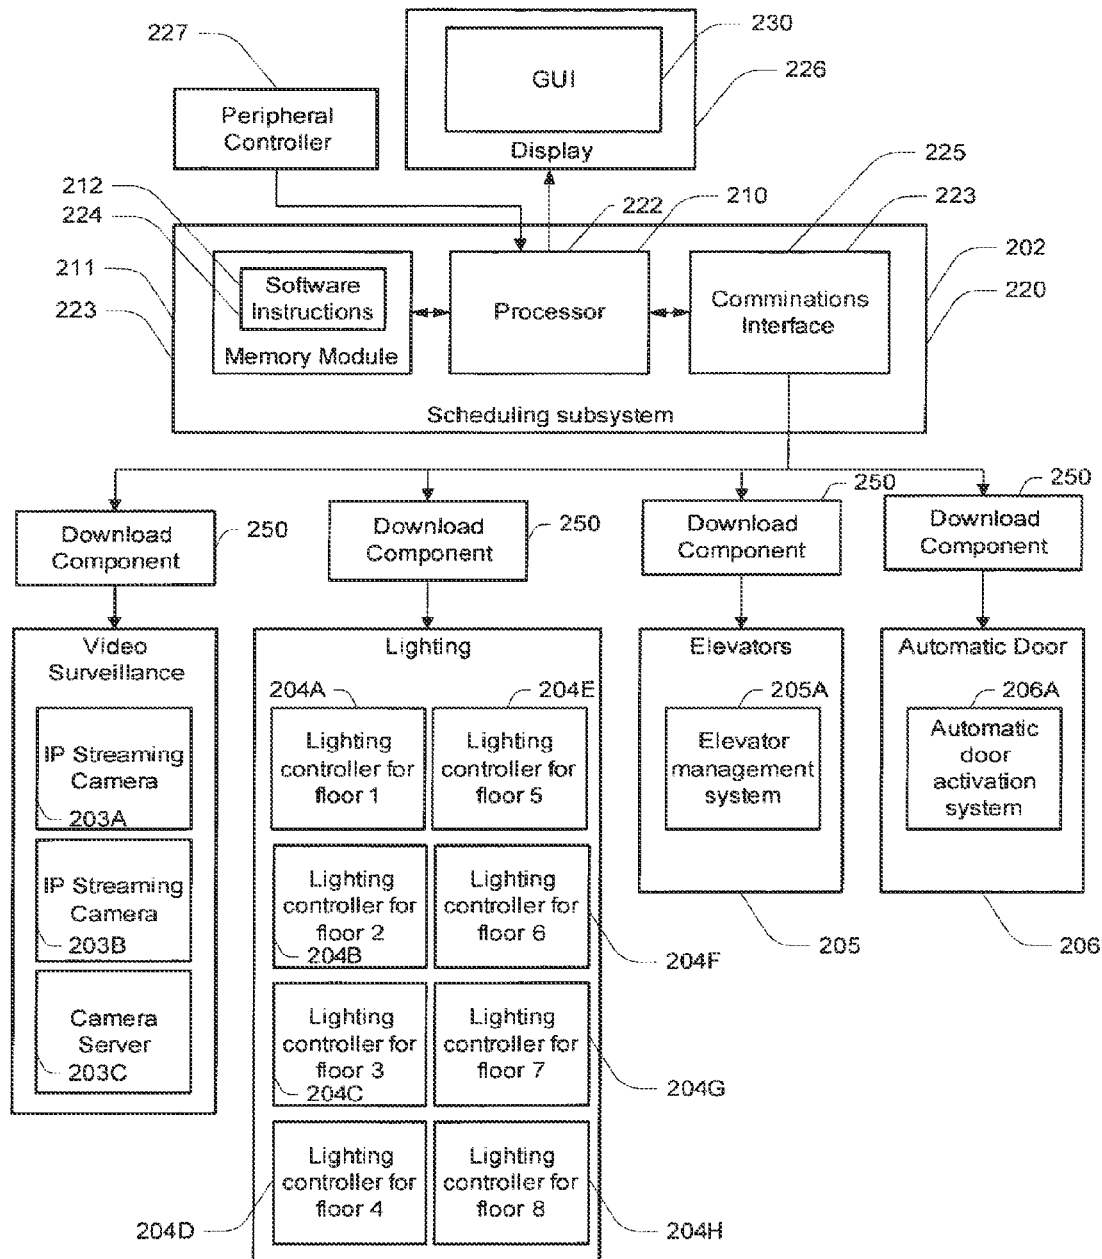 227
230
GUI
226
Peripheral
Controller
Display
225
212
224
222
210
223
211
223
202
220
Software
Instructions
Memory Module
Processor
Comminations
Interface
Scheduling subsystem
250
250
250
250
Download
Component
Download
Component
Download
Component
Download
Component
Video
Surveillance
IP Streaming
Camera
203A
IP Streaming
Camera
203B
Camera
Server
203C
Lighting
204A
204E
Lighting
controller for
floor 1
Lighting
controller for
floor 5
Lighting
controller for
floor 2
204B
Lighting
controller for
floor 6
204F
Lighting
controller for
floor 3
204C
Lighting
controller for
floor 7
204G
Lighting
controller for
floor 4
204D
Lighting
controller for
floor 8
204H
Elevators
205A
Elevator
management
system
205
Automatic Door
206A
Automatic
door
activation
system
206